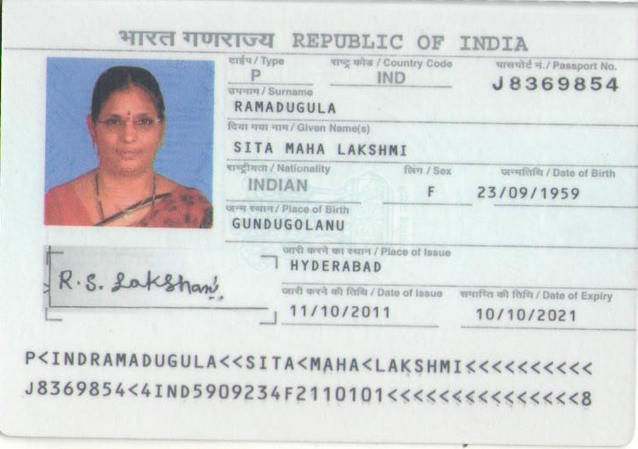 भारत गणराज्य REPUBLIC OF INDIA
टाईप / Type राष्ट्र कोड / Country Code पासपोर्ट नं. / Passport No.
P IND J8369854
उपनाम / Surname
RAMADUGULA
दिया गया नाम / Given Name(s)
SITA MAHA LAKSHMI
राष्ट्रीयता / Nationality लिंग / Sex जन्मतिथि / Date of Birth
INDIAN F 23/09/1959
जन्म स्थान / Place of Birth
GUNDUGOLANU
जारी करने का स्थान / Place of Issue
HYDERABAD
R.S. Lakshmi
जारी करने की तिथि / Date of Issue समाप्ति की तिथि / Date of Expiry
11/10/2011 10/10/2021
P<INDRAMADUGULA<<SITA<MAHA<LAKSHMI<<<<<<<<<<
J8369854<4IND5909234F2110101<<<<<<<<<<<<<<<8